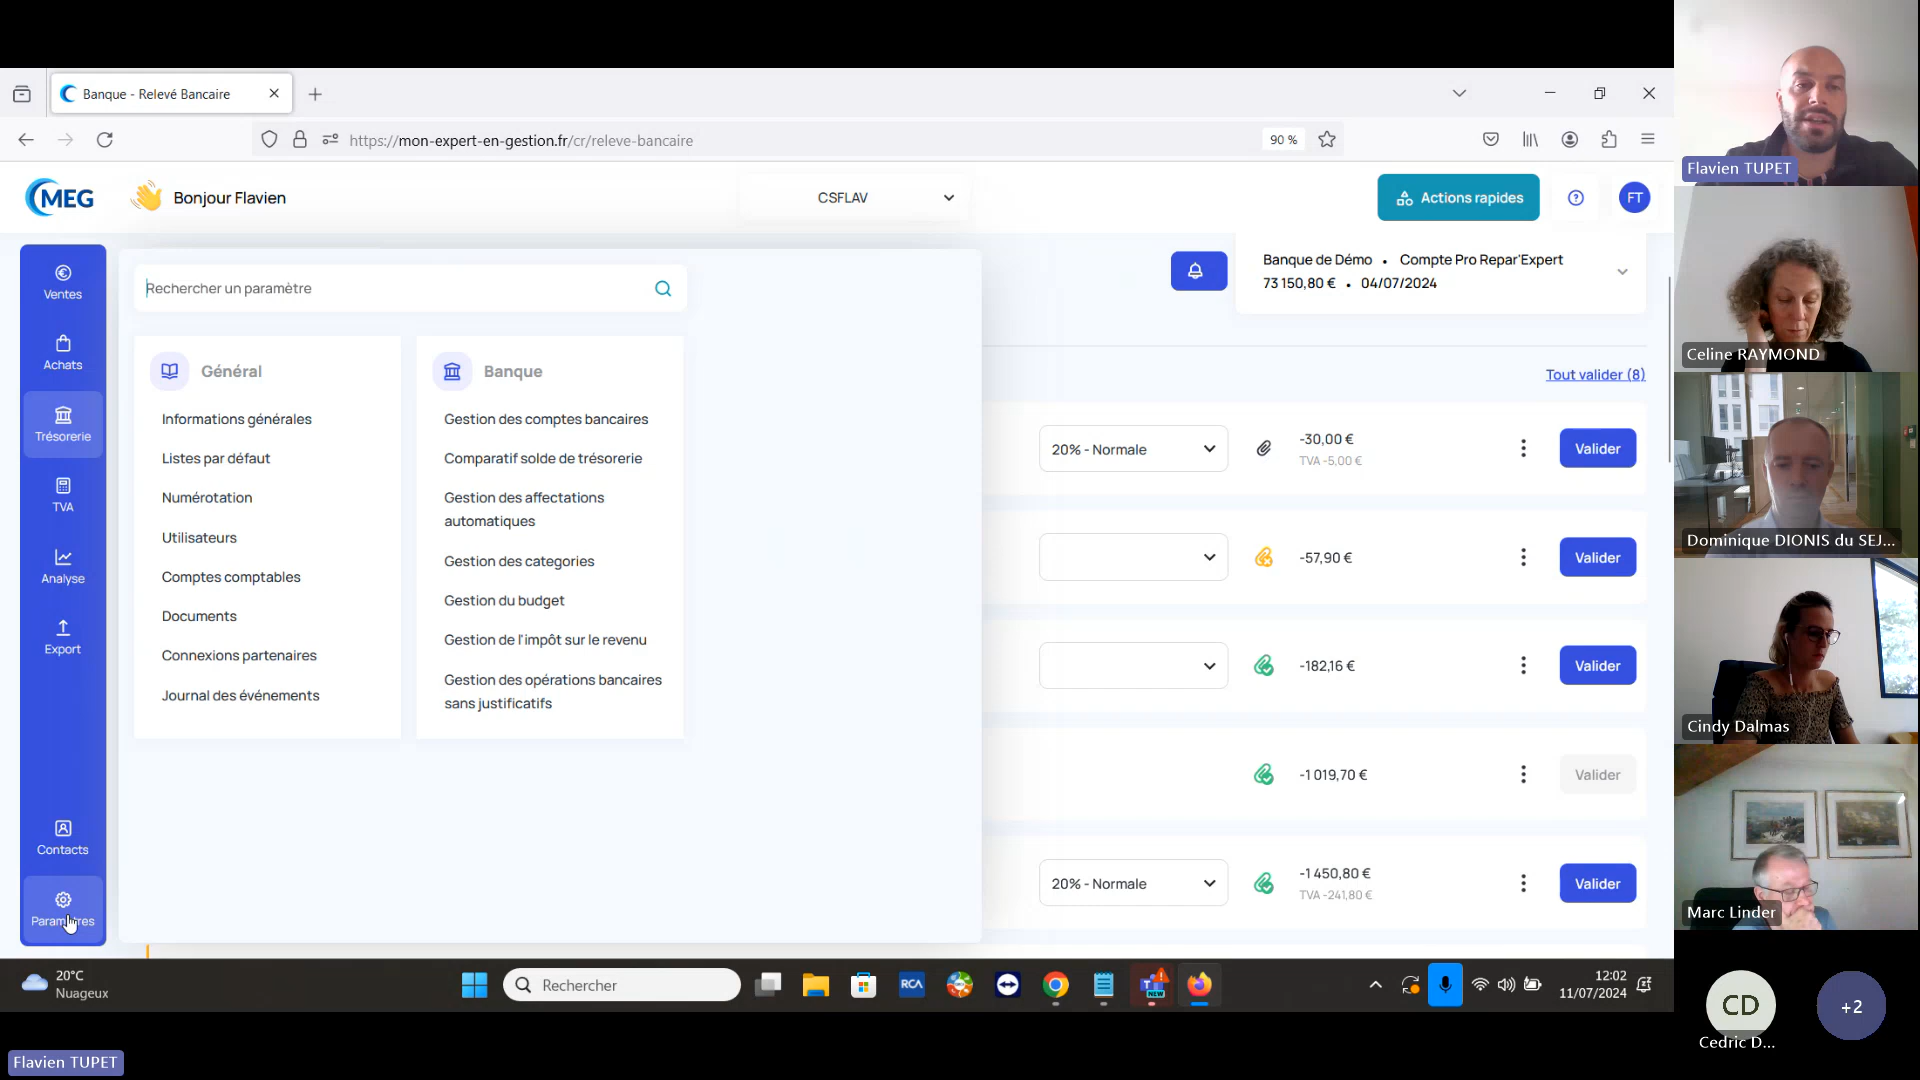 Banque - Relevé Bancaire
https://mon-expert-en-gestion.fr/cr/releve-bancaire
90 %
MEG
Bonjour Flavien
CSFLAV
Actions rapides
FT
Ventes
Achats
Trésorerie
TVA
Analyse
Export
Contacts
Paramètres
Rechercher un paramètre
Général
Informations générales
Listes par défaut
Numérotation
Utilisateurs
Comptes comptables
Documents
Connexions partenaires
Journal des événements
Banque
Gestion des comptes bancaires
Comparatif solde de trésorerie
Gestion des affectations
automatiques
Gestion des categories
Gestion du budget
Gestion de l'impôt sur le revenu
Gestion des opérations bancaires
sans justificatifs
Banque de Démo • Compte Pro Repar'Expert
73 150,80 € • 04/07/2024
Tout valider (8)
20% - Normale
-30,00 €
TVA -5,00 €
Valider
-57,90 €
Valider
-182,16 €
Valider
-1 019,70 €
Valider
20% - Normale
-1 450,80 €
TVA -241,80 €
Valider
20°C
Nuageux
Rechercher
RCA
NEW
12:02
11/07/2024
Flavien TUPET
Flavien TUPET
Celine RAYMOND
Dominique DIONIS du SEJ...
Cindy Dalmas
Marc Linder
CD
Cedric D...
+2